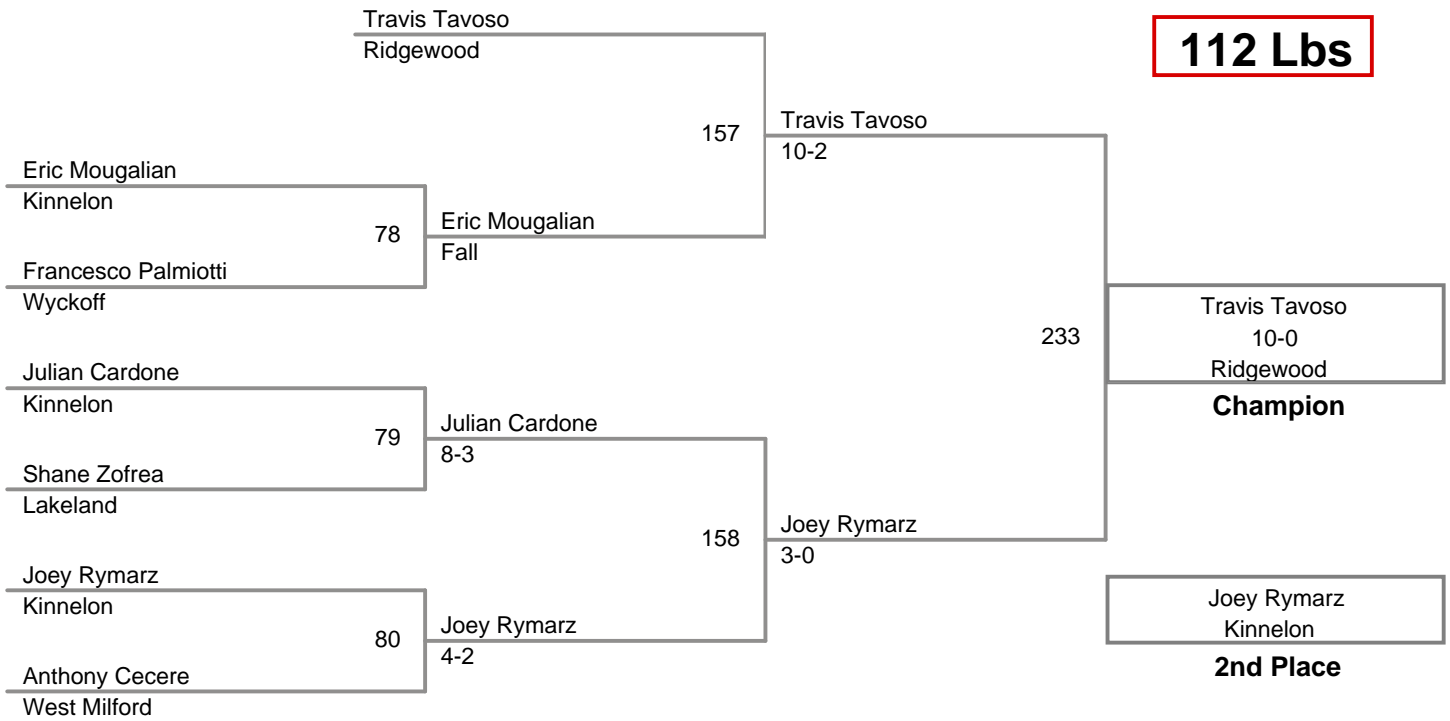 Travis Tavoso
Ridgewood
112 Lbs
157
Travis Tavoso
10-2
Eric Mougalian
Kinnelon
78
Eric Mougalian
Fall
Francesco Palmiotti
Wyckoff
233
Travis Tavoso
10-0
Ridgewood
Champion
Julian Cardone
Kinnelon
79
Julian Cardone
8-3
Shane Zofrea
Lakeland
158
Joey Rymarz
3-0
Joey Rymarz
Kinnelon
80
Joey Rymarz
4-2
Anthony Cecere
West Milford
Joey Rymarz
Kinnelon
2nd Place